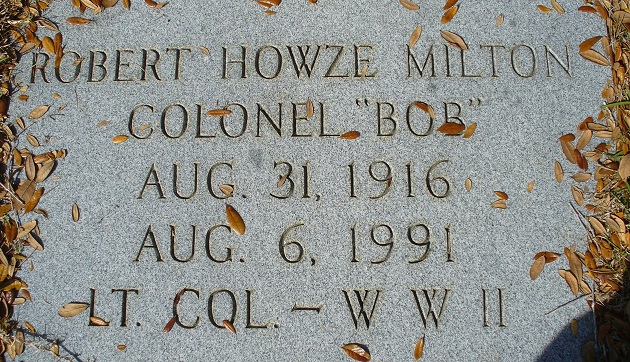 ROBERT HOWZE MILTON
COLONEL "BOB"
AUG. 31, 1916
AUG. 6, 1991
LT. COL. – W W II